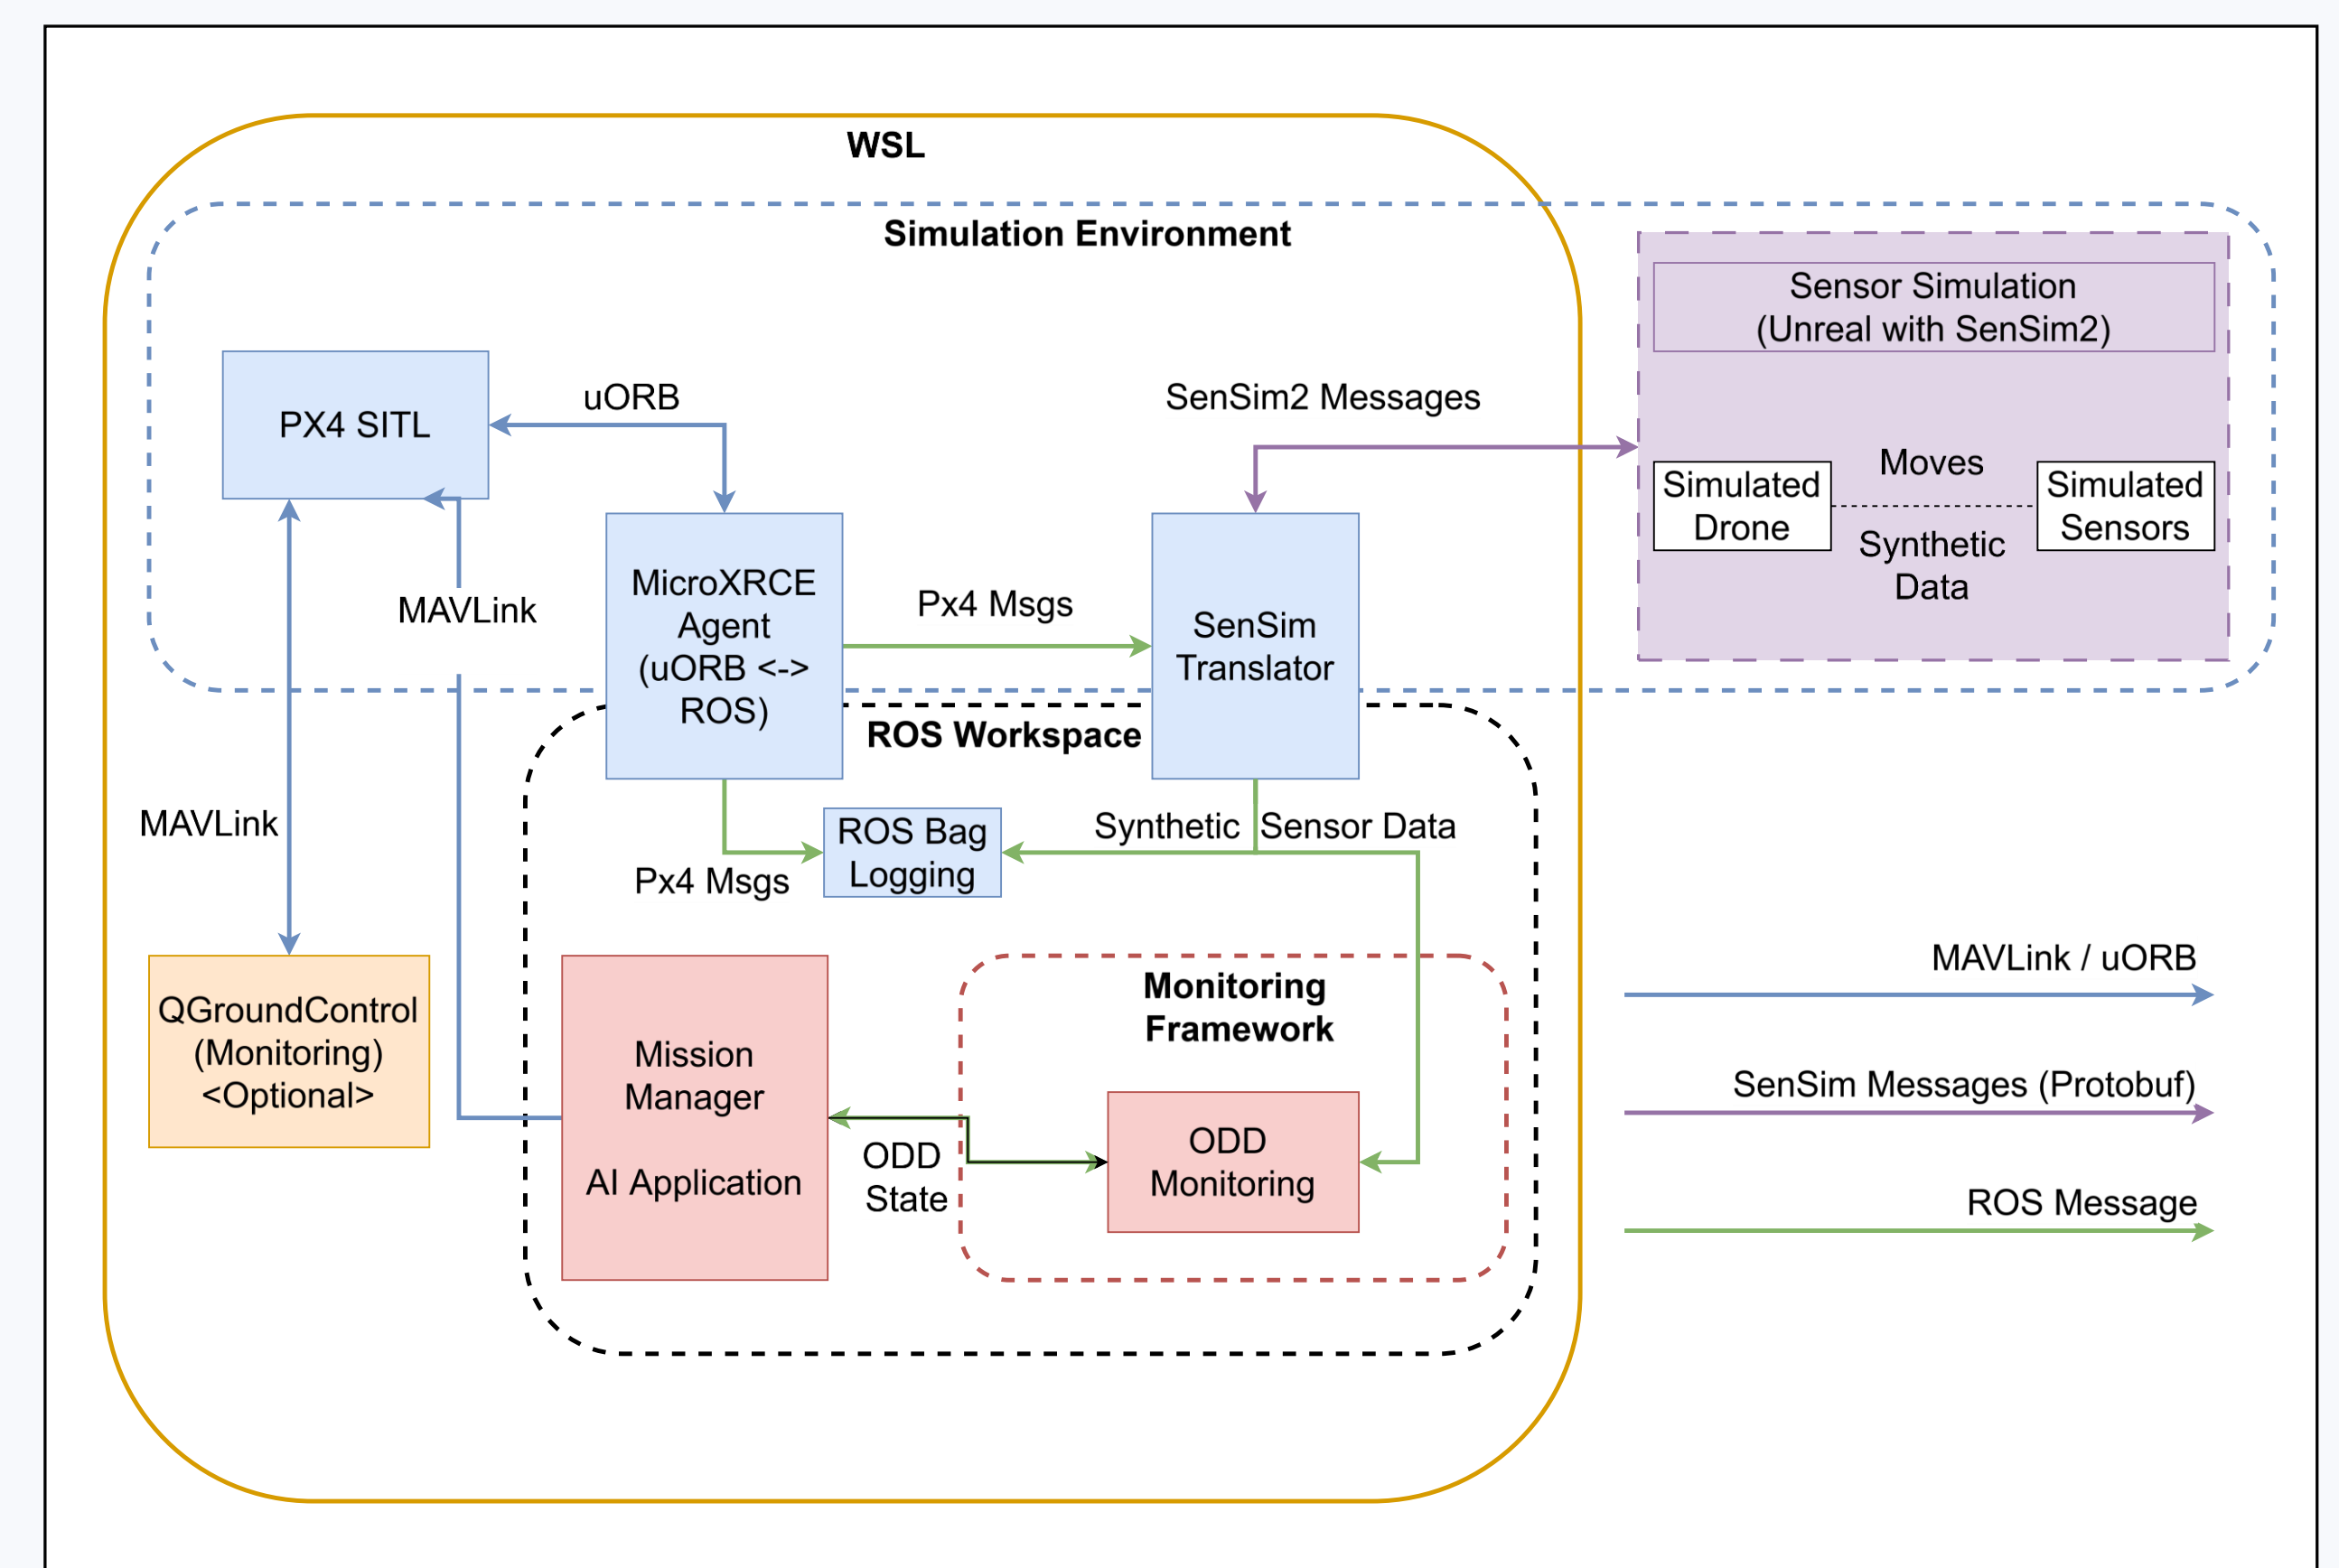 WSL
Simulation Environment
Sensor Simulation
(Unreal with SenSim2)
PX4 SITL
uORB
SenSim2 Messages
Moves
Simulated
Drone
Simulated
Sensors
Synthetic
Data
MAVLink
MicroXRCE
Agent
(uORB <->
ROS)
Px4 Msgs
SenSim
Translator
ROS Workspace
MAVLink
ROS Bag
Logging
Synthetic Sensor Data
Px4 Msgs
QGroundControl
(Monitoring)
<Optional>
Mission
Manager
AI Application
Monitoring
Framework
ODD
State
ODD
Monitoring
MAVLink / uORB
SenSim Messages (Protobuf)
ROS Message